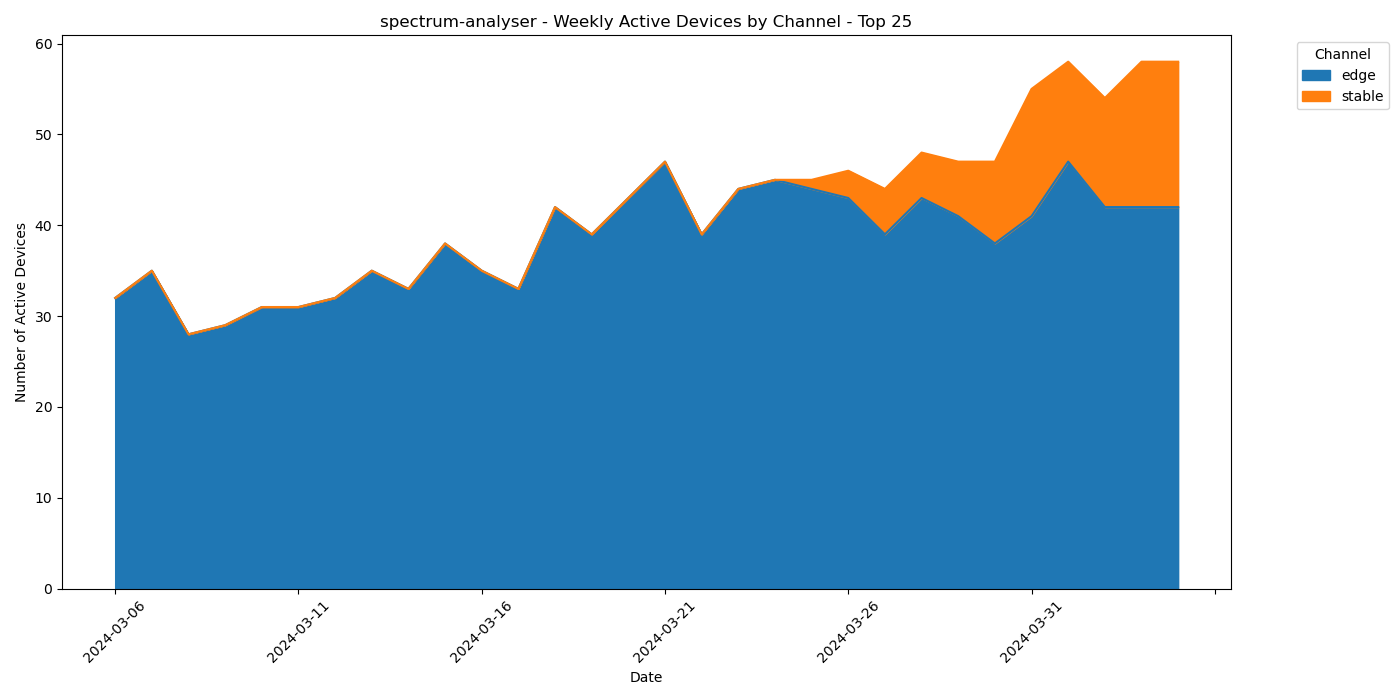 spectrum-analyser - Weekly Active Devices by Channel - Top 25
Channel
edge
stable
Number of Active Devices
60
50
40
30
20
10
0
2024-03-06
2024-03-11
2024-03-16
2024-03-21
2024-03-26
2024-03-31
Date